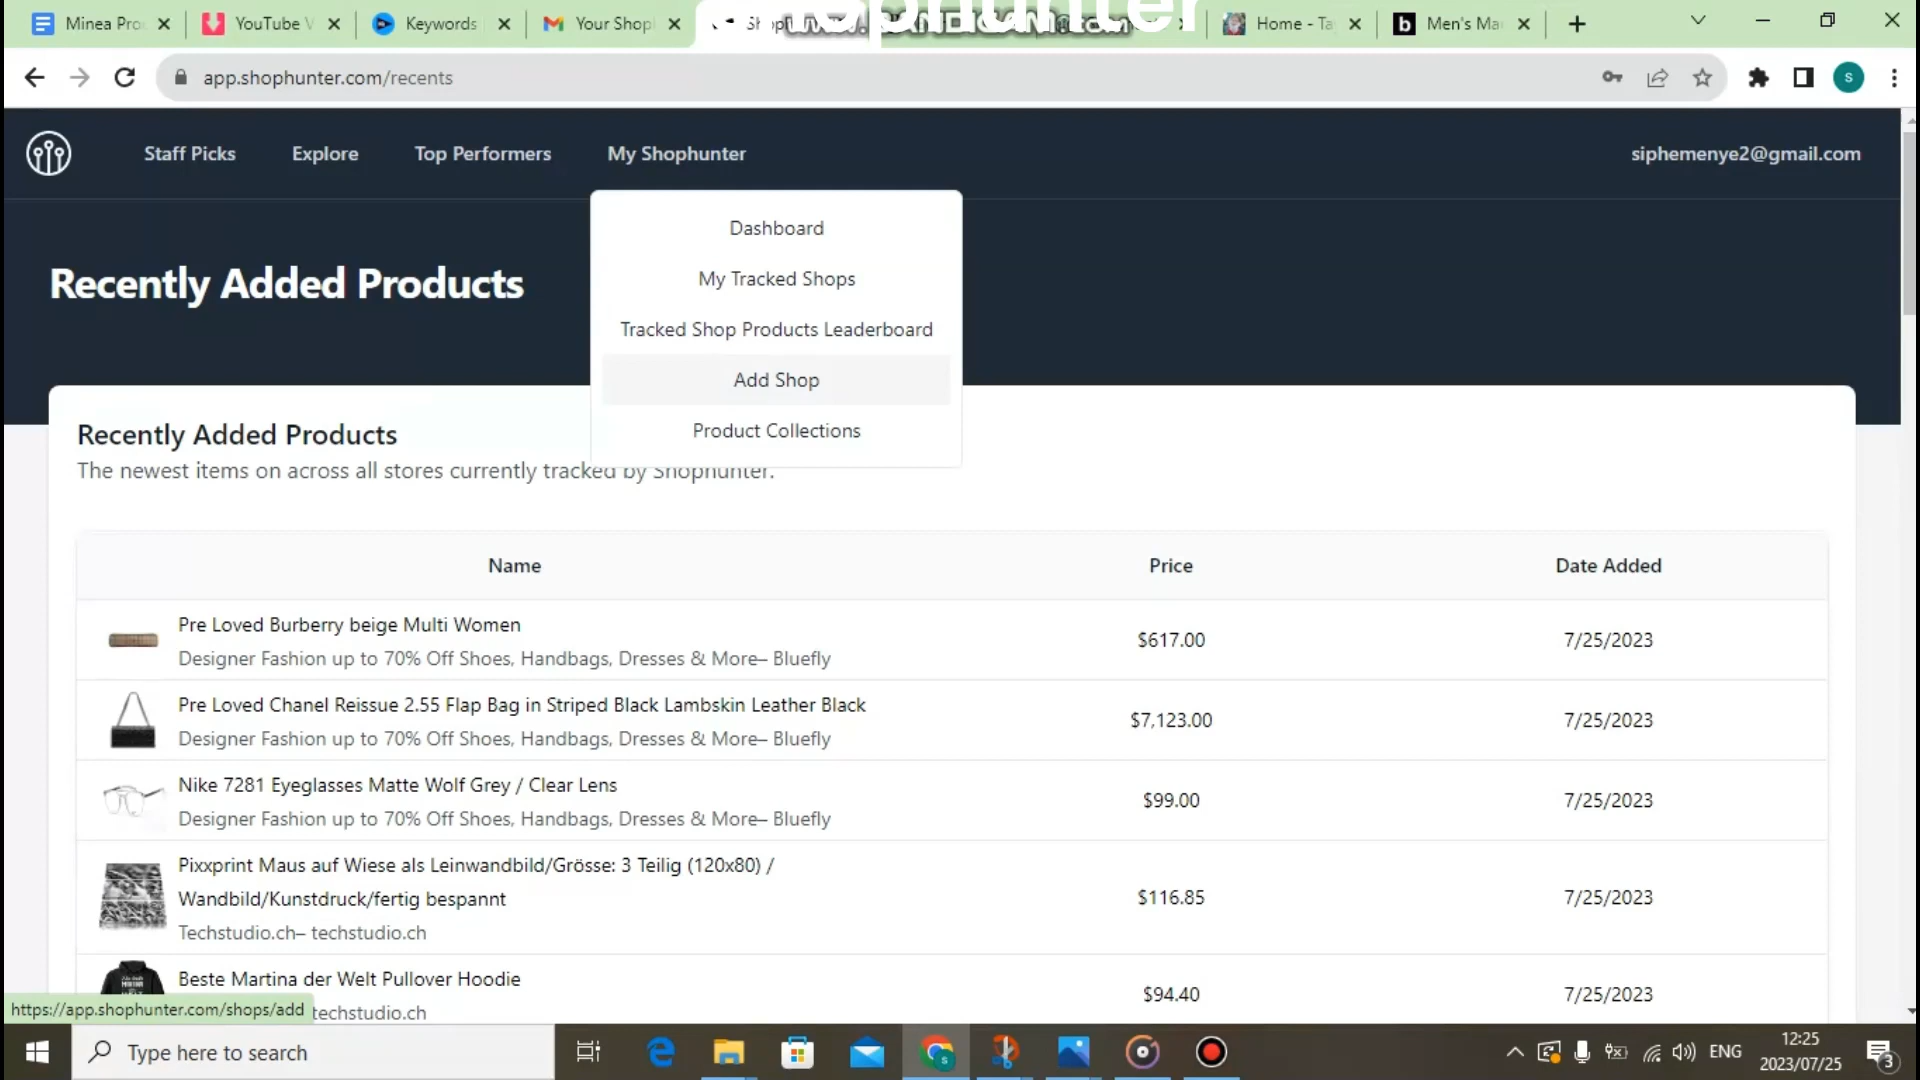 Minea Pro
YouTube V
Keywords
Your Shop
Shop
Home - Ta
Men's Ma
app.shophunter.com/recents
S
Staff Picks
Explore
Top Performers
My Shophunter
siphemenye2@gmail.com
Dashboard
My Tracked Shops
Tracked Shop Products Leaderboard
Add Shop
Product Collections
Recently Added Products
Recently Added Products
The newest items on across all stores currently tracked by Shophunter.
Name
Price
Date Added
Pre Loved Burberry beige Multi Women
Designer Fashion up to 70% Off Shoes, Handbags, Dresses & More– Bluefly
$617.00
7/25/2023
Pre Loved Chanel Reissue 2.55 Flap Bag in Striped Black Lambskin Leather Black
Designer Fashion up to 70% Off Shoes, Handbags, Dresses & More– Bluefly
$7,123.00
7/25/2023
Nike 7281 Eyeglasses Matte Wolf Grey / Clear Lens
Designer Fashion up to 70% Off Shoes, Handbags, Dresses & More– Bluefly
$99.00
7/25/2023
Pixxprint Maus auf Wiese als Leinwandbild/Grösse: 3 Teilig (120x80) /
Wandbild/Kunstdruck/fertig bespannt
Techstudio.ch– techstudio.ch
$116.85
7/25/2023
Beste Martina der Welt Pullover Hoodie
techstudio.ch
$94.40
7/25/2023
https://app.shophunter.com/shops/add
Type here to search
ENG
12:25
2023/07/25
3